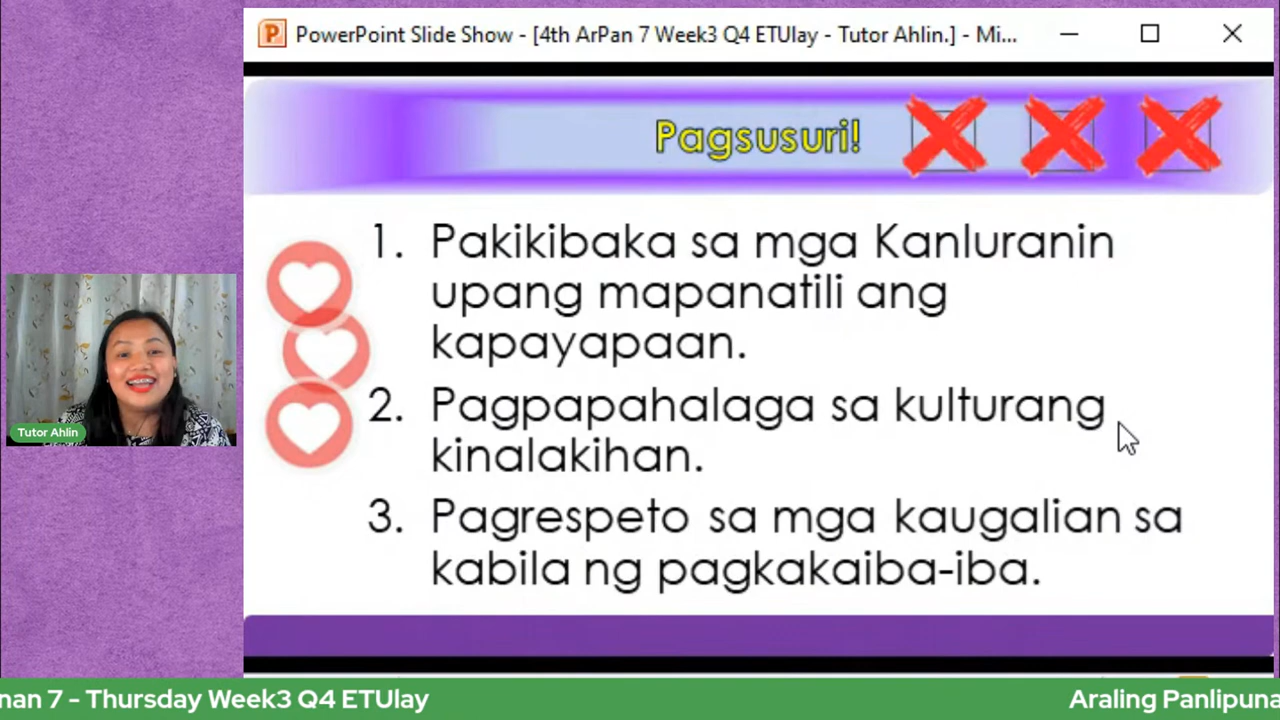 PowerPoint Slide Show - [4th ArPan 7 Week3 Q4 ETUlay - Tutor Ahlin.] - Mi...
Pagsusuri!
1. Pakikibaka sa mga Kanluranin
upang mapanatili ang
kapayapaan.
2. Pagpapahalaga sa kulturang
kinalakihan.
3. Pagrespeto sa mga kaugalian sa
kabila ng pagkakaiba-iba.
Tutor Ahlin
nan 7 - Thursday Week3 Q4 ETUlay
Araling Panlipuna